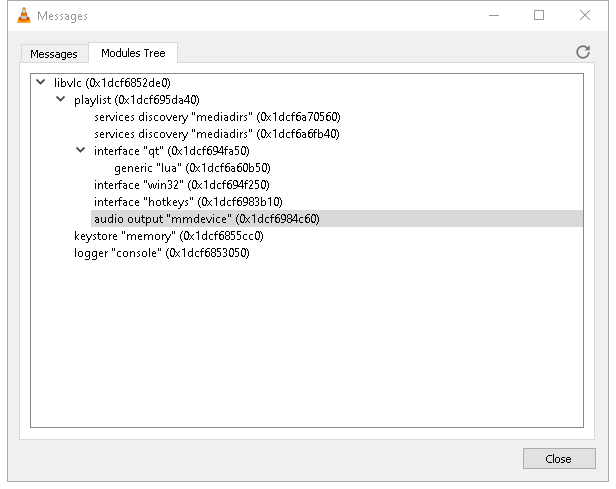 Messages
Messages
Modules Tree
libvlc (0x1dcf6852de0)
playlist (0x1dcf695da40)
services discovery "mediadirs" (0x1dcf6a70560)
services discovery "mediadirs" (0x1dcf6a6fb40)
interface "qt" (0x1dcf694fa50)
generic "lua" (0x1dcf6a60b50)
interface "win32" (0x1dcf694f250)
interface "hotkeys" (0x1dcf6983b10)
audio output "mmdevice" (0x1dcf6984c60)
keystore "memory" (0x1dcf6855cc0)
logger "console" (0x1dcf6853050)
Close